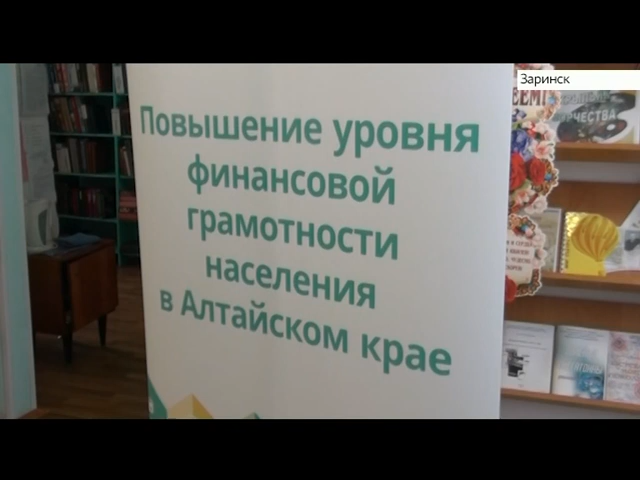 Заринск
Повышение уровня
финансовой
грамотности
населения
в Алтайском крае